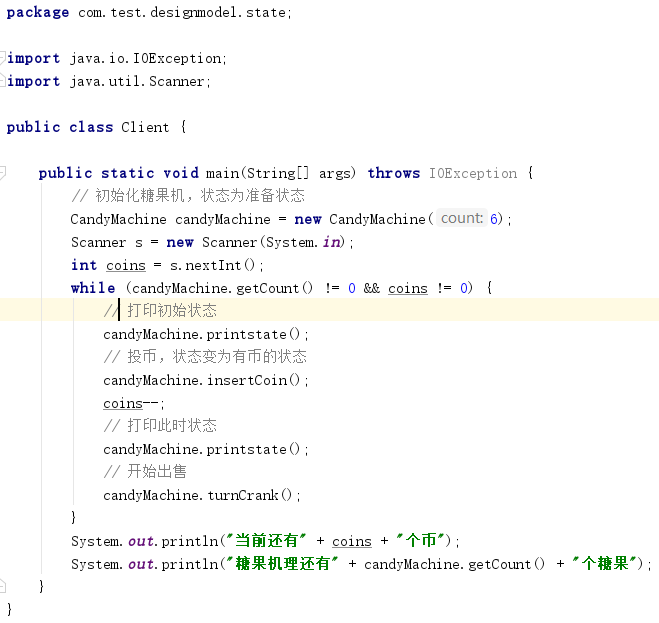 package com.test.designmodel.state;
import java.io.IOException;
import java.util.Scanner;
public class Client {
public static void main(String[] args) throws IOException {
// 初始化糖果机，状态为准备状态
CandyMachine candyMachine = new CandyMachine( count: 6);
Scanner s = new Scanner(System.in);
int coins = s.nextInt();
while (candyMachine.getCount() != 0 && coins != 0) {
// 打印初始状态
candyMachine.printstate();
// 投币，状态变为有币的状态
candyMachine.insertCoin();
coins--;
// 打印此时状态
candyMachine.printstate();
// 开始出售
candyMachine.turnCrank();
}
System.out.println("当前还有" + coins + "个币");
System.out.println("糖果机理还有" + candyMachine.getCount() + "个糖果");
}
}